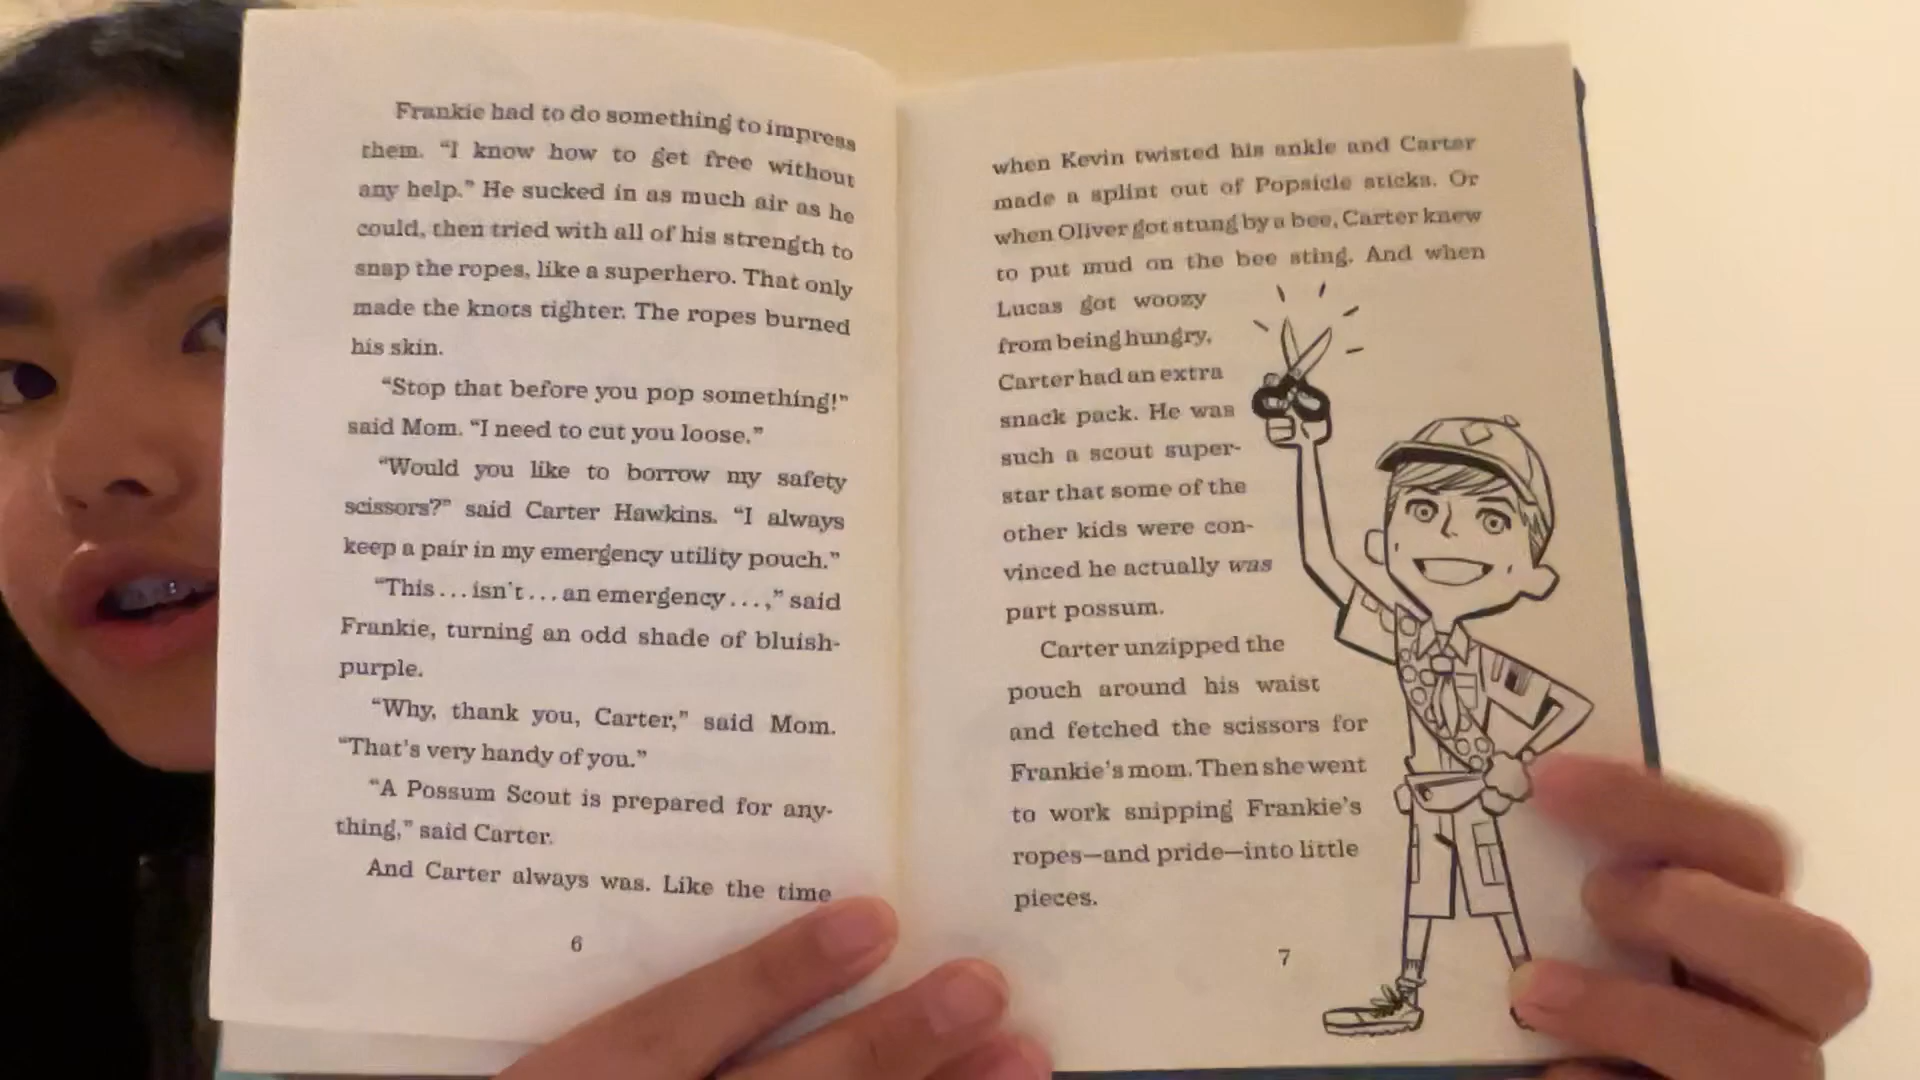 Frankie had to do something to impress
them. “I know how to get free without
any help.” He sucked in as much air as he
could, then tried with all of his strength to
snap the ropes, like a superhero. That only
made the knots tighter. The ropes burned
his skin.
“Stop that before you pop something!”
said Mom. “I need to cut you loose.”
“Would you like to borrow my safety
scissors?” said Carter Hawkins. “I always
keep a pair in my emergency utility pouch.”
“This . . . isn’t . . . an emergency . . . ,” said
Frankie, turning an odd shade of bluish-
purple.
“Why, thank you, Carter,” said Mom.
“That’s very handy of you.”
“A Possum Scout is prepared for any-
thing,” said Carter.
And Carter always was. Like the time
6
when Kevin twisted his ankle and Carter
made a splint out of Popsicle sticks. Or
when Oliver got stung by a bee, Carter knew
to put mud on the bee sting. And when
Lucas got woozy
from being hungry,
Carter had an extra
snack pack. He was
such a scout super-
star that some of the
other kids were con-
vinced he actually was
part possum.
Carter unzipped the
pouch around his waist
and fetched the scissors for
Frankie’s mom. Then she went
to work snipping Frankie’s
ropes—and pride—into little
pieces.
7